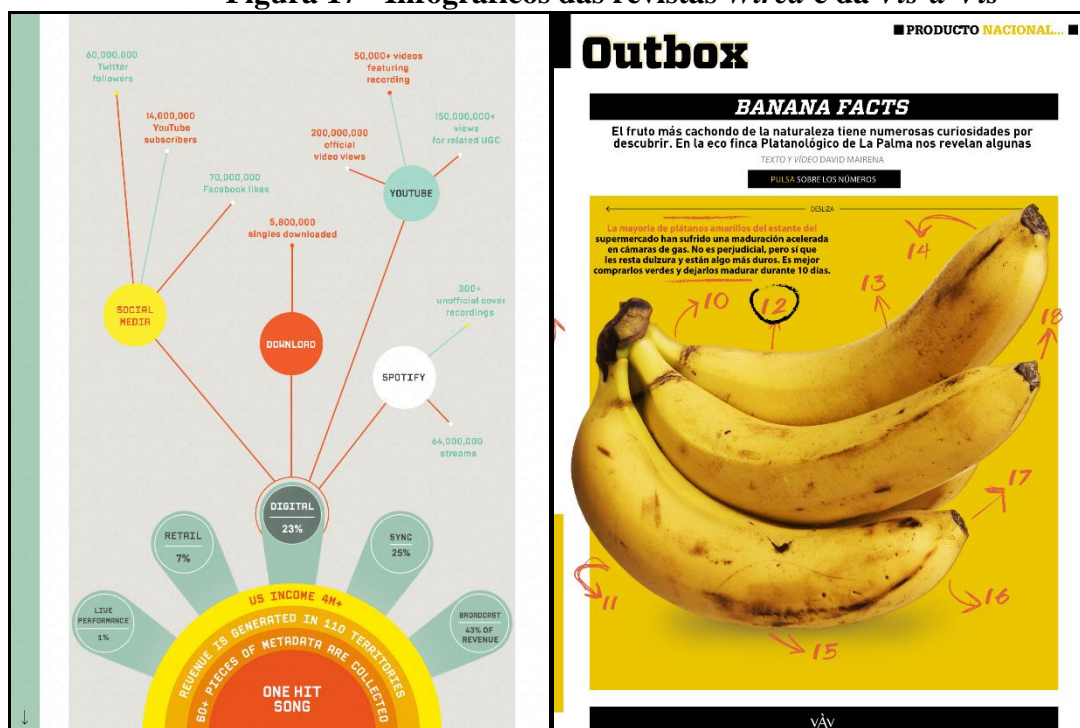 Figura 17 - Infográficos das revistas Wired e da Vis-à-Vis
60,000,000
Twitter
followers
14,000,000
YouTube
subscribers
70,000,000
Facebook likes
50,000+ videos
featuring
recording
200,000,000
official
video views
150,000,000+
views
for related UGC
YOUTUBE
5,800,000
singles downloaded
300+
unofficial cover
recordings
SOCIAL
MEDIA
DOWNLOAD
SPOTIFY
64,000,000
streams
DIGITAL
23%
RETAIL
7%
SYNC
25%
LIVE
PERFORMANCE
1%
BROADCAST
43% OF
REVENUE
US INCOME 4M+
REVENUE IS GENERATED IN 110 TERRITORIES
60+ PIECES OF METADATA ARE COLLECTED
ONE HIT
SONG
PRODUCTO NACIONAL...
Outbox
BANANA FACTS
El fruto más cachondo de la naturaleza tiene numerosas curiosidades por
descubrir. En la eco finca Platanológico de La Palma nos revelan algunas
TEXTO Y VÍDEO DAVID MAIRENA
PULSA SOBRE LOS NÚMEROS
DESLIZA
La mayoría de plátanos amarillos del estante del
supermercado han sufrido una maduración acelerada
en cámaras de gas. No es perjudicial, pero sí que
les resta dulzura y están algo más duros. Es mejor
comprarlos verdes y dejarlos madurar durante 10 días.
14
13
10
12
18
17
11
16
15
VÀV